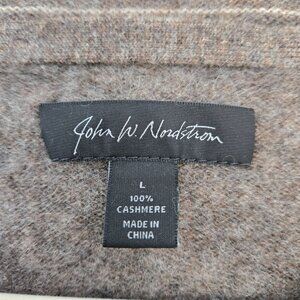 John W. Nordstrom
L
100%
CASHMERE
MADE IN
CHINA